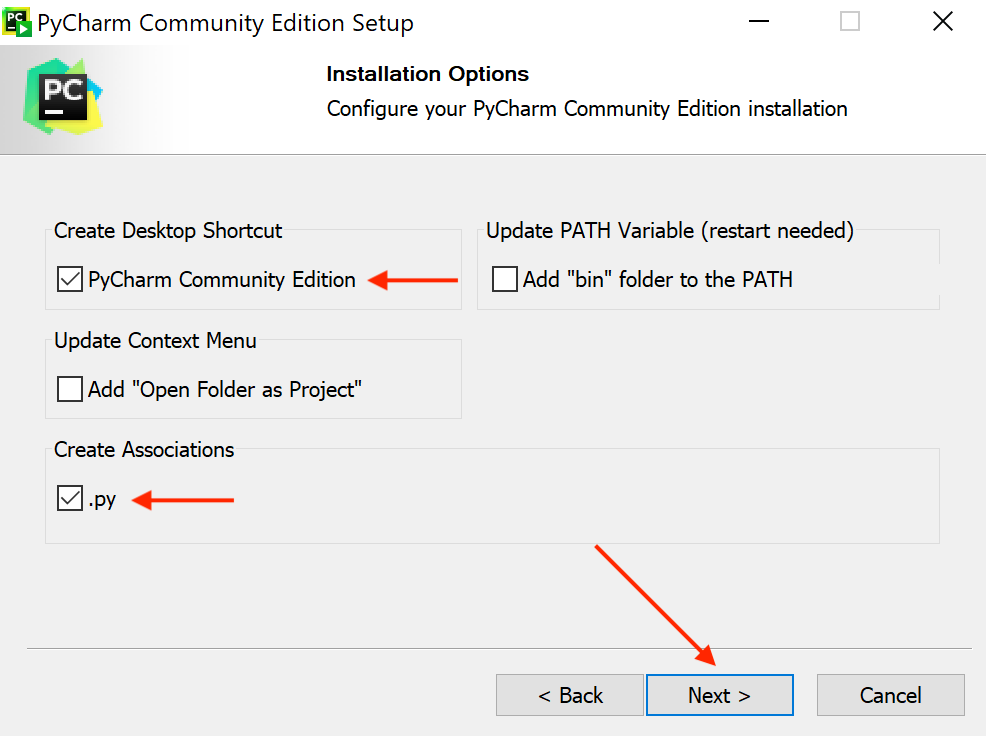 PyCharm Community Edition Setup
PC
Installation Options
Configure your PyCharm Community Edition installation
Create Desktop Shortcut
PyCharm Community Edition
Update PATH Variable (restart needed)
Add "bin" folder to the PATH
Update Context Menu
Add "Open Folder as Project"
Create Associations
.py
< Back
Next >
Cancel